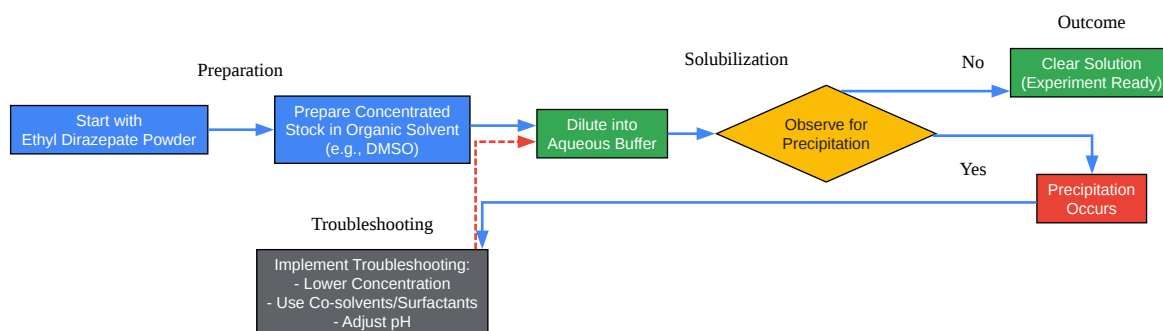 Outcome
Preparation
Solubilization
No
Clear Solution
(Experiment Ready)
Start with
Ethyl Dirazepate Powder
Prepare Concentrated
Stock in Organic Solvent
(e.g., DMSO)
Dilute into
Aqueous Buffer
Observe for
Precipitation
Yes
Precipitation
Occurs
Troubleshooting
Implement Troubleshooting:
- Lower Concentration
- Use Co-solvents/Surfactants
- Adjust pH